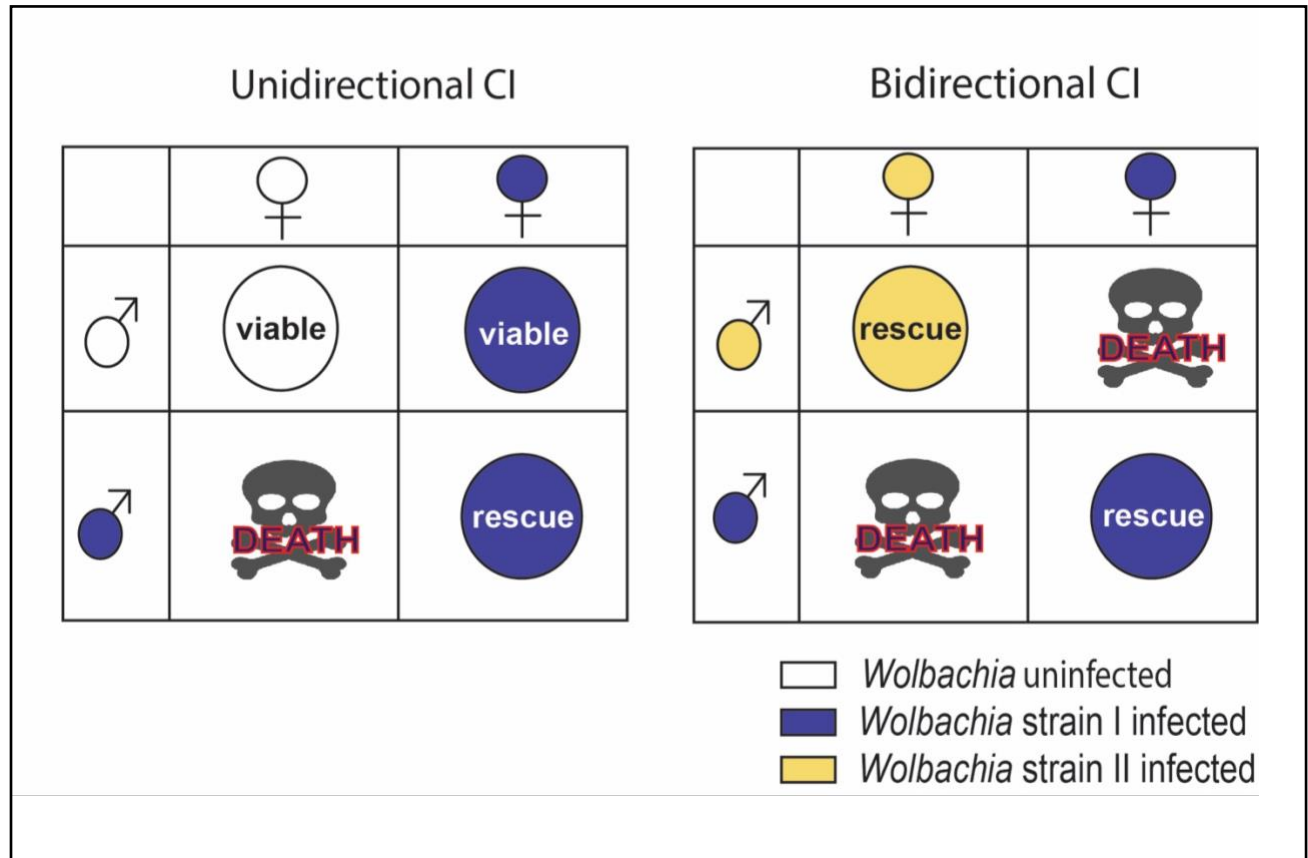 Unidirectional CI
Bidirectional CI
viable
viable
rescue
DEATH
DEATH
rescue
DEATH
rescue
Wolbachia uninfected
Wolbachia strain I infected
Wolbachia strain II infected